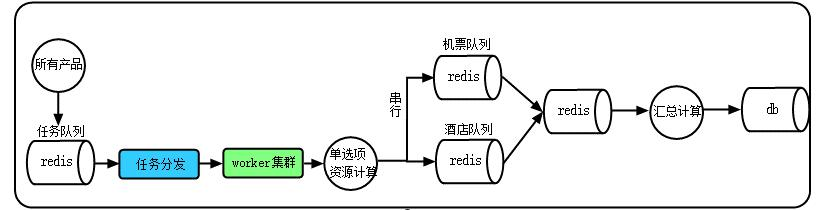 所有产品
任务队列
redis
任务分发
worker集群
单选项
资源计算
串行
机票队列
redis
酒店队列
redis
redis
汇总计算
db